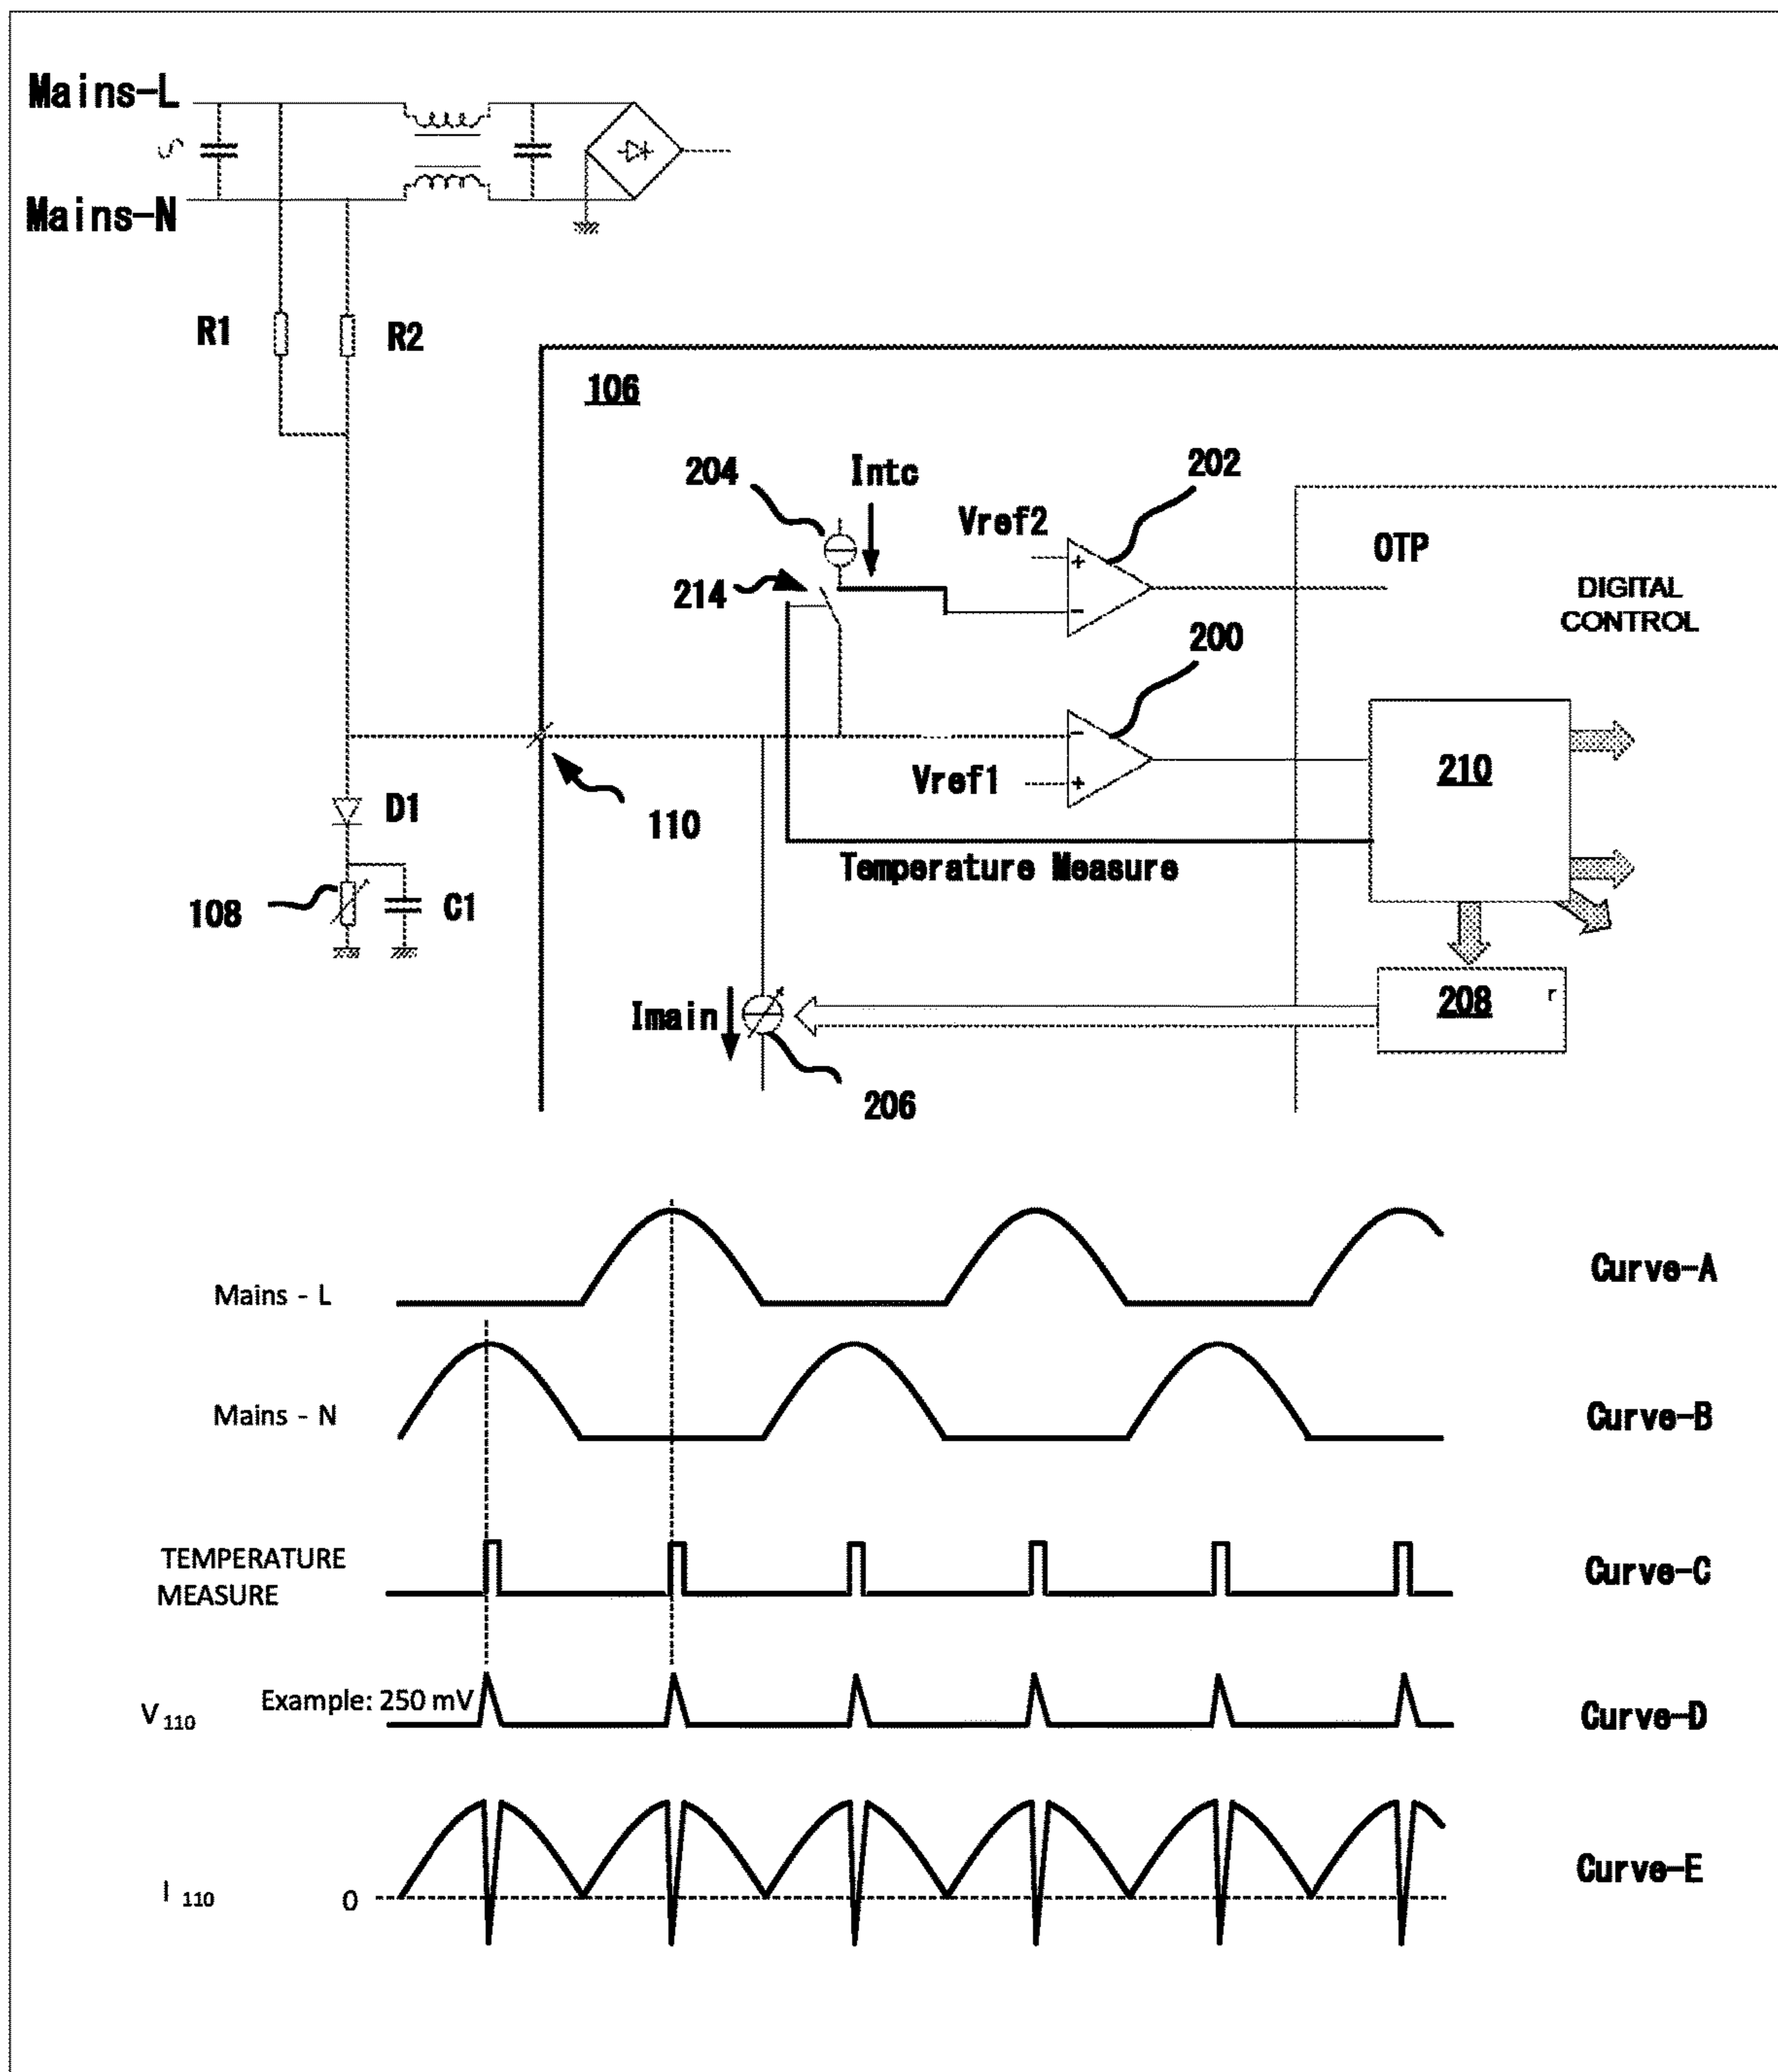 Mains-L
Mains-N
R1
R2
106
204
Intc
202
Vref2
OTP
214
DIGITAL
CONTROL
200
210
Vref1
D1
110
Temperature Measure
108
C1
208
r
Imain
206
Mains - L
Curve-A
Mains - N
Curve-B
TEMPERATURE
MEASURE
Curve-C
V 110
Example: 250 mV
Curve-D
I 110
0
Curve-E